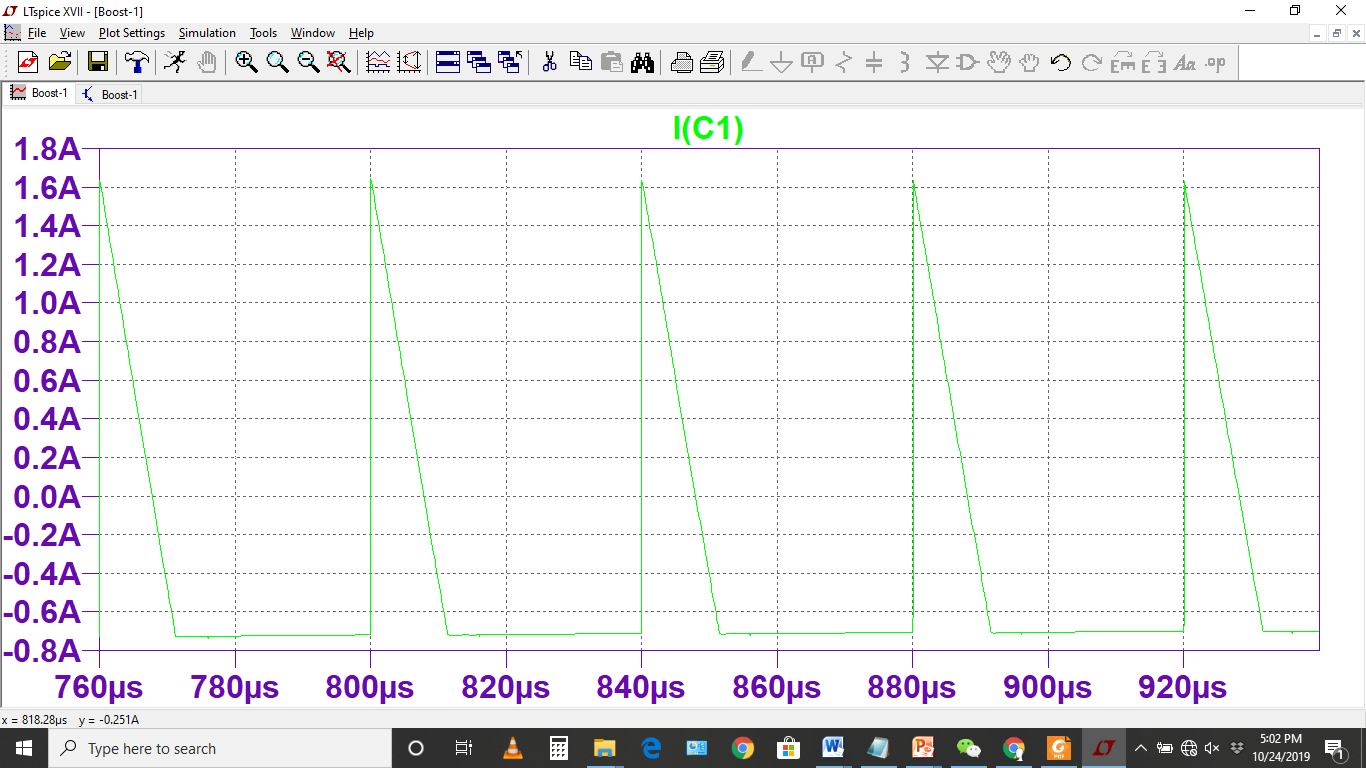 LTspice XVII - [Boost-1]
File View Plot Settings Simulation Tools Window Help
Boost-1 Boost-1
I(C1)
1.8A
1.6A
1.4A
1.2A
1.0A
0.8A
0.6A
0.4A
0.2A
0.0A
-0.2A
-0.4A
-0.6A
-0.8A
760µs 780µs 800µs 820µs 840µs 860µs 880µs 900µs 920µs
x = 818.28µs y = -0.251A
Type here to search
5:02 PM
10/24/2019